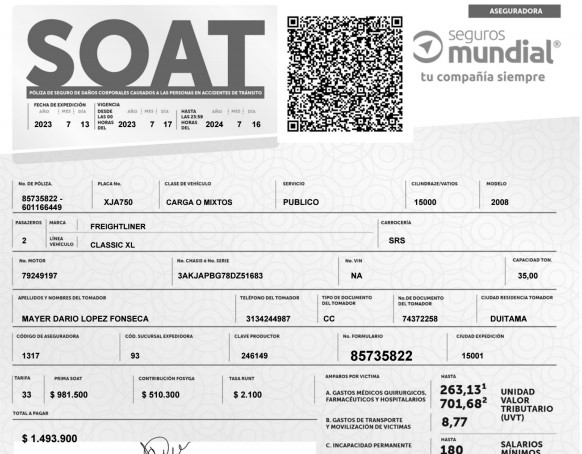 ASEGURADORA
SOAT
seguros
mundial®
tu compañía siempre
PÓLIZA DE SEGURO DE DAÑOS CORPORALES CAUSADOS A LAS PERSONAS EN ACCIDENTES DE TRÁNSITO
FECHA DE EXPEDICIÓN VIGENCIA
AÑO MES DÍA DESDE LAS 00 HORAS DEL AÑO MES DÍA HASTA LAS 23:59 HORAS DEL AÑO MES DÍA
2023 7 13 2023 7 17 2024 7 16
No. DE PÓLIZA. PLACA No. CLASE DE VEHÍCULO SERVICIO CILINDRAJE/VATIOS MODELO
85735822 - 601166449 XJA750 CARGA O MIXTOS PUBLICO 15000 2008
PASAJEROS MARCA FREIGHTLINER CARROCERÍA
2 LÍNEA VEHÍCULO CLASSIC XL SRS
No. MOTOR No. CHASIS ó No. SERIE No. VIN CAPACIDAD TON.
79249197 3AKJAPBG78DZ51683 NA 35,00
APELLIDOS Y NOMBRES DEL TOMADOR TELÉFONO DEL TOMADOR TIPO DE DOCUMENTO DEL TOMADOR No.DE DOCUMENTO DEL TOMADOR CIUDAD RESIDENCIA TOMADOR
MAYER DARIO LOPEZ FONSECA 3134244987 CC 74372258 DUITAMA
CÓDIGO DE ASEGURADORA CÓD. SUCURSAL EXPEDIDORA CLAVE PRODUCTOR No. FORMULARIO CIUDAD EXPEDICIÓN
1317 93 246149 85735822 15001
TARIFA PRIMA SOAT CONTRIBUCIÓN FOSYGA TASA RUNT
33 $ 981.500 $ 510.300 $ 2.100
TOTAL A PAGAR
$ 1.493.900
AMPAROS POR VICTIMA HASTA
A. GASTOS MÉDICOS QUIRURGICOS, FARMACÉUTICOS Y HOSPITALARIOS 263,13¹ 701,68²
B. GASTOS DE TRANSPORTE Y MOVILIZACIÓN DE VICTIMAS 8,77
UNIDAD VALOR TRIBUTARIO (UVT)
C. INCAPACIDAD PERMANENTE HASTA 180 SALARIOS MÍNIMOS